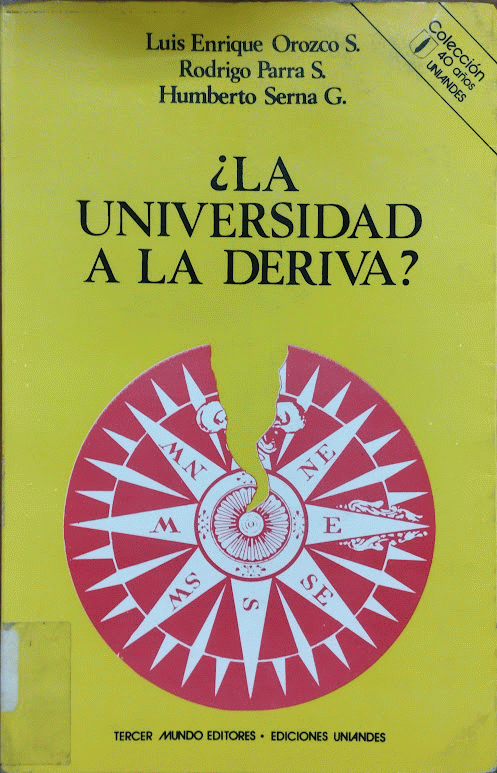 Luis Enrique Orozco S.
Rodrigo Parra S.
Humberto Serna G.
Colección
40 años
UNIANDES
¿LA
UNIVERSIDAD
A LA DERIVA?
NW
NE
W
E
SW
S
SE
TERCER MUNDO EDITORES • EDICIONES UNIANDES